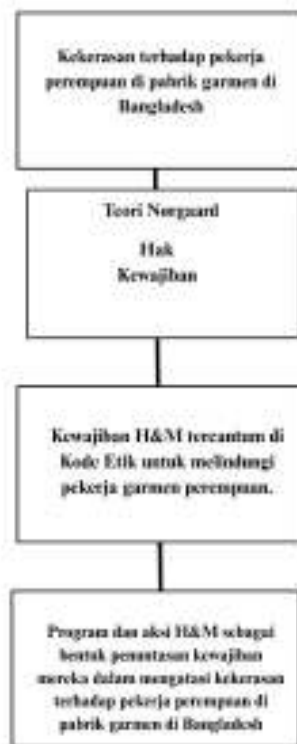 Kekerasan terhadap pekerja
perempuan di pabrik garmen di
Bangladesh
Teori Norgaard
Hak
Kewajiban
Kewajiban H&M tercantum di
Kode Etik untuk melindungi
pekerja garmen perempuan.
Program dan aksi H&M sebagai
bentuk penuntasan kewajiban
mereka dalam mengatasi kekerasan
terhadap pekerja perempuan di
pabrik garmen di Bangladesh